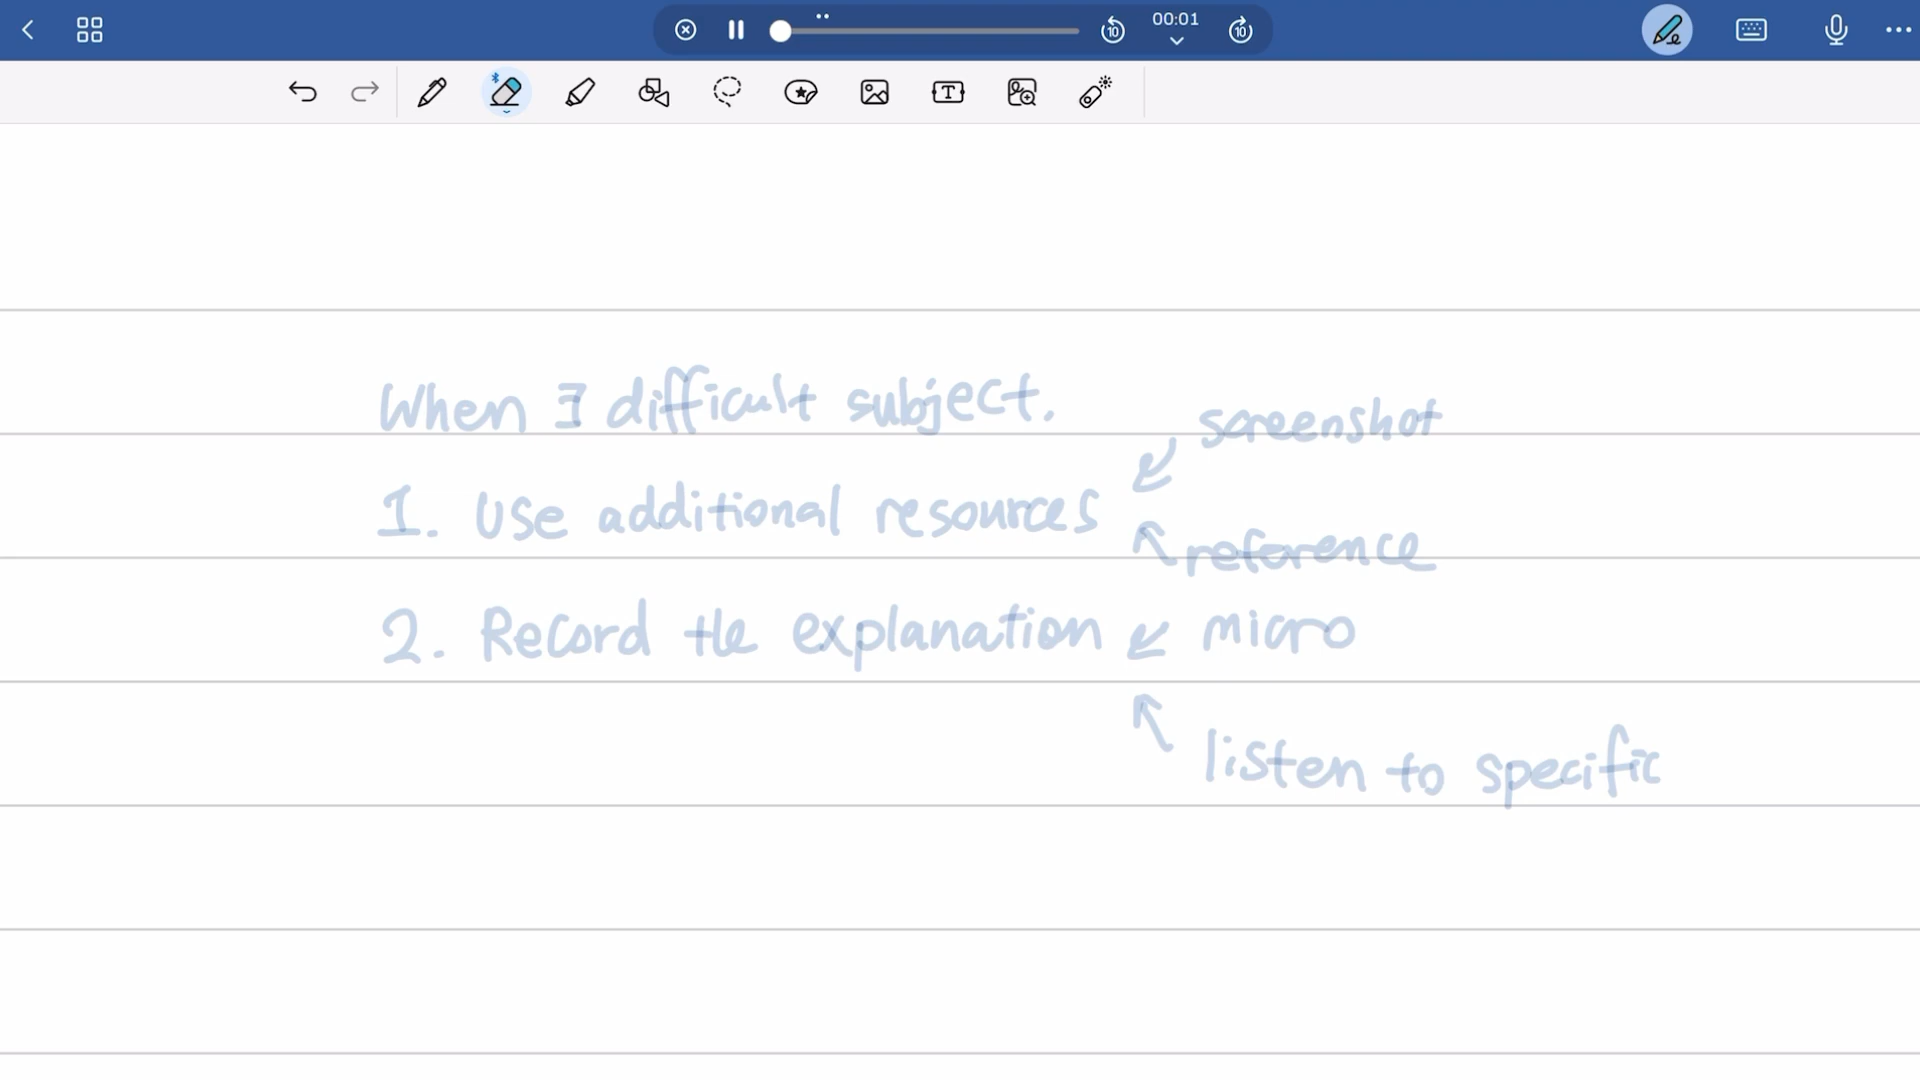 00:01
When I difficult subject.
screenshot
1. Use additional resources
reference
2. Record the explanation
micro
listen to specific